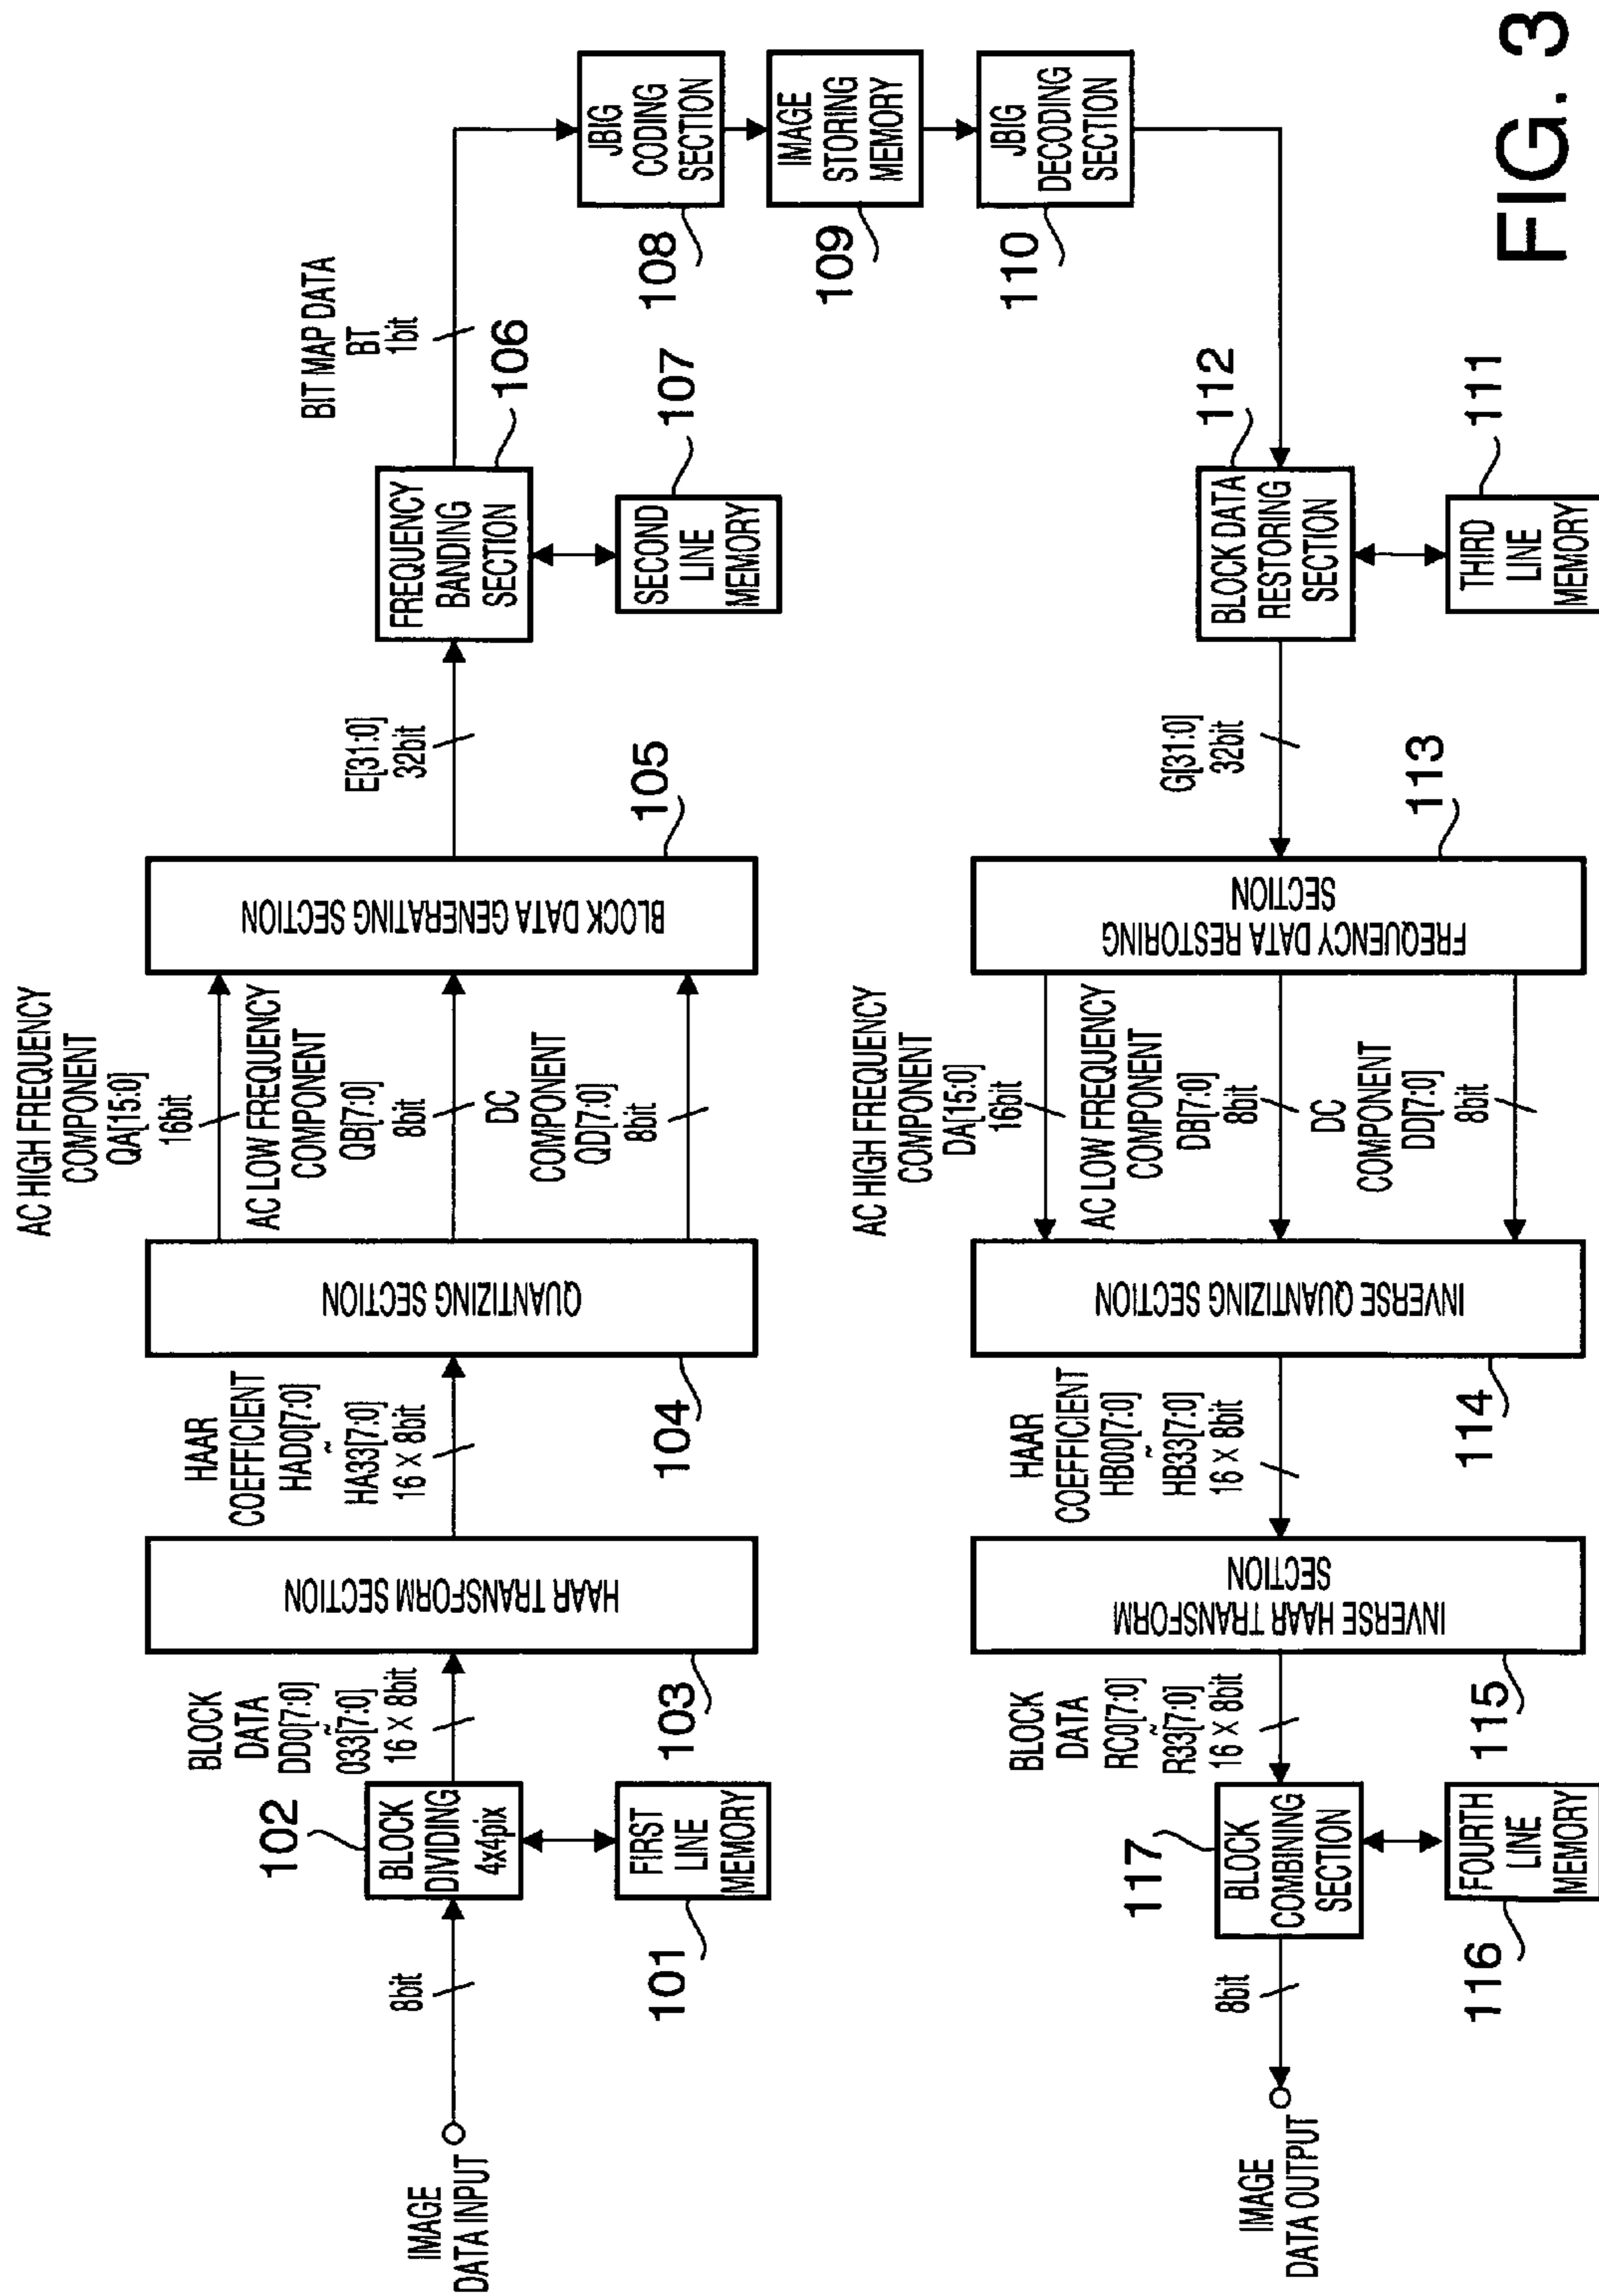 IMAGE
DATA INPUT
8bit
102
BLOCK
DIVIDING
4x4pix
FIRST
LINE
MEMORY
101
BLOCK
DATA
DD0[7:0]
~
033[7:0]
16 × 8bit
HAAR TRANSFORM SECTION
103
HAAR
COEFFICIENT
HAD0[7:0]
~
HA33[7:0]
16 × 8bit
QUANTIZING SECTION
104
AC HIGH FREQUENCY
COMPONENT
QA[15:0]
16bit
AC LOW FREQUENCY
COMPONENT
QB[7:0]
8bit
DC
COMPONENT
QD[7:0]
8bit
BLOCK DATA GENERATING SECTION
105
E[31:0]
32bit
FREQUENCY
BANDING
SECTION
106
SECOND
LINE
MEMORY
107
BIT MAP DATA
BT
1bit
JBIG
CODING
SECTION
108
IMAGE
STORING
MEMORY
109
JBIG
DECODING
SECTION
110
112
BLOCK DATA
RESTORING
SECTION
THIRD
LINE
MEMORY
111
G[31:0]
32bit
FREQUENCY DATA RESTORING
SECTION
113
AC HIGH FREQUENCY
COMPONENT
DA[15:0]
16bit
AC LOW FREQUENCY
COMPONENT
DB[7:0]
8bit
DC
COMPONENT
DD[7:0]
8bit
INVERSE QUANTIZING SECTION
114
HAAR
COEFFICIENT
HB00[7:0]
~
HB33[7:0]
16 × 8bit
INVERSE HAAR TRANSFORM
SECTION
115
BLOCK
DATA
RC0[7:0]
~
R33[7:0]
16 × 8bit
117
BLOCK
COMBINING
SECTION
FOURTH
LINE
MEMORY
116
8bit
IMAGE
DATA OUTPUT
FIG. 3